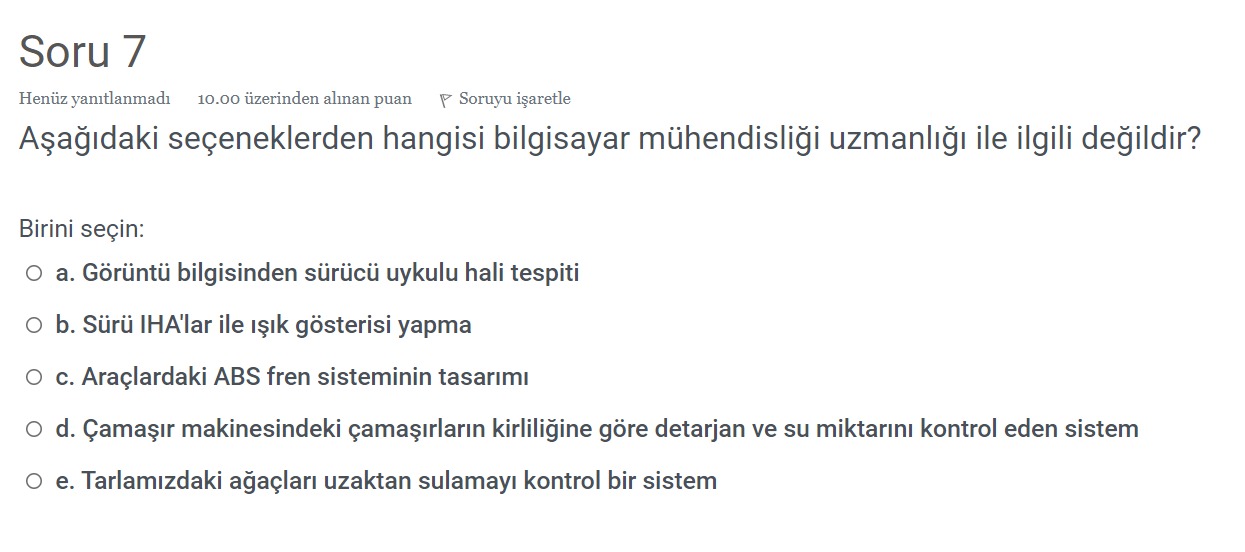 Soru 7
Henüz yanıtlanmadı 10.00 üzerinden alınan puan Soruyu işaretle
Aşağıdaki seçeneklerden hangisi bilgisayar mühendisliği uzmanlığı ile ilgili değildir?
Birini seçin:
a. Görüntü bilgisinden sürücü uykulu hali tespiti
b. Sürü IHA'lar ile ışık gösterisi yapma
c. Araçlardaki ABS fren sisteminin tasarımı
d. Çamaşır makinesindeki çamaşırların kirliliğine göre detarjan ve su miktarını kontrol eden sistem
e. Tarlamızdaki ağaçları uzaktan sulamayı kontrol bir sistem